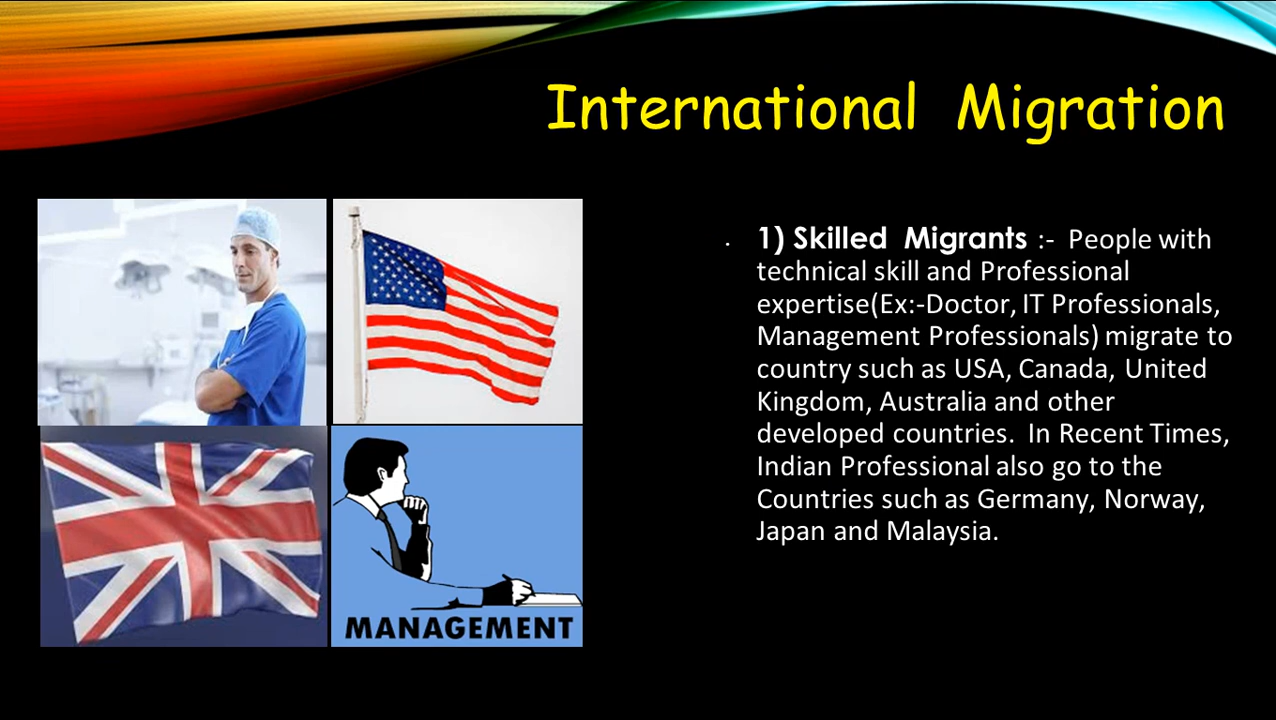 International Migration
• 1) Skilled Migrants :- People with
technical skill and Professional
expertise(Ex:-Doctor, IT Professionals,
Management Professionals) migrate to
country such as USA, Canada, United
Kingdom, Australia and other
developed countries. In Recent Times,
Indian Professional also go to the
Countries such as Germany, Norway,
Japan and Malaysia.
MANAGEMENT